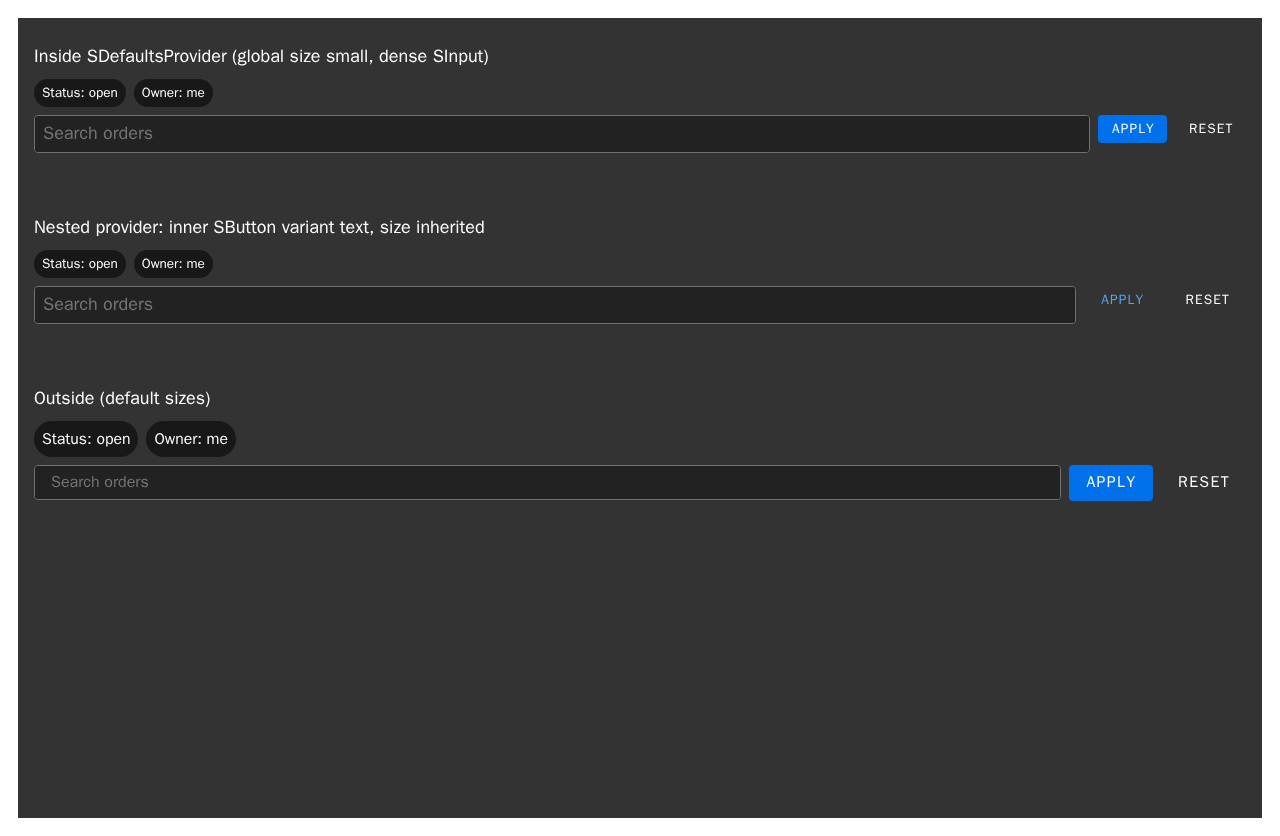 Inside SDefaultsProvider (global size small, dense SInput)
Status: open Owner: me
Search orders APPLY RESET
Nested provider: inner SButton variant text, size inherited
Status: open Owner: me
Search orders APPLY RESET
Outside (default sizes)
Status: open Owner: me
Search orders APPLY RESET